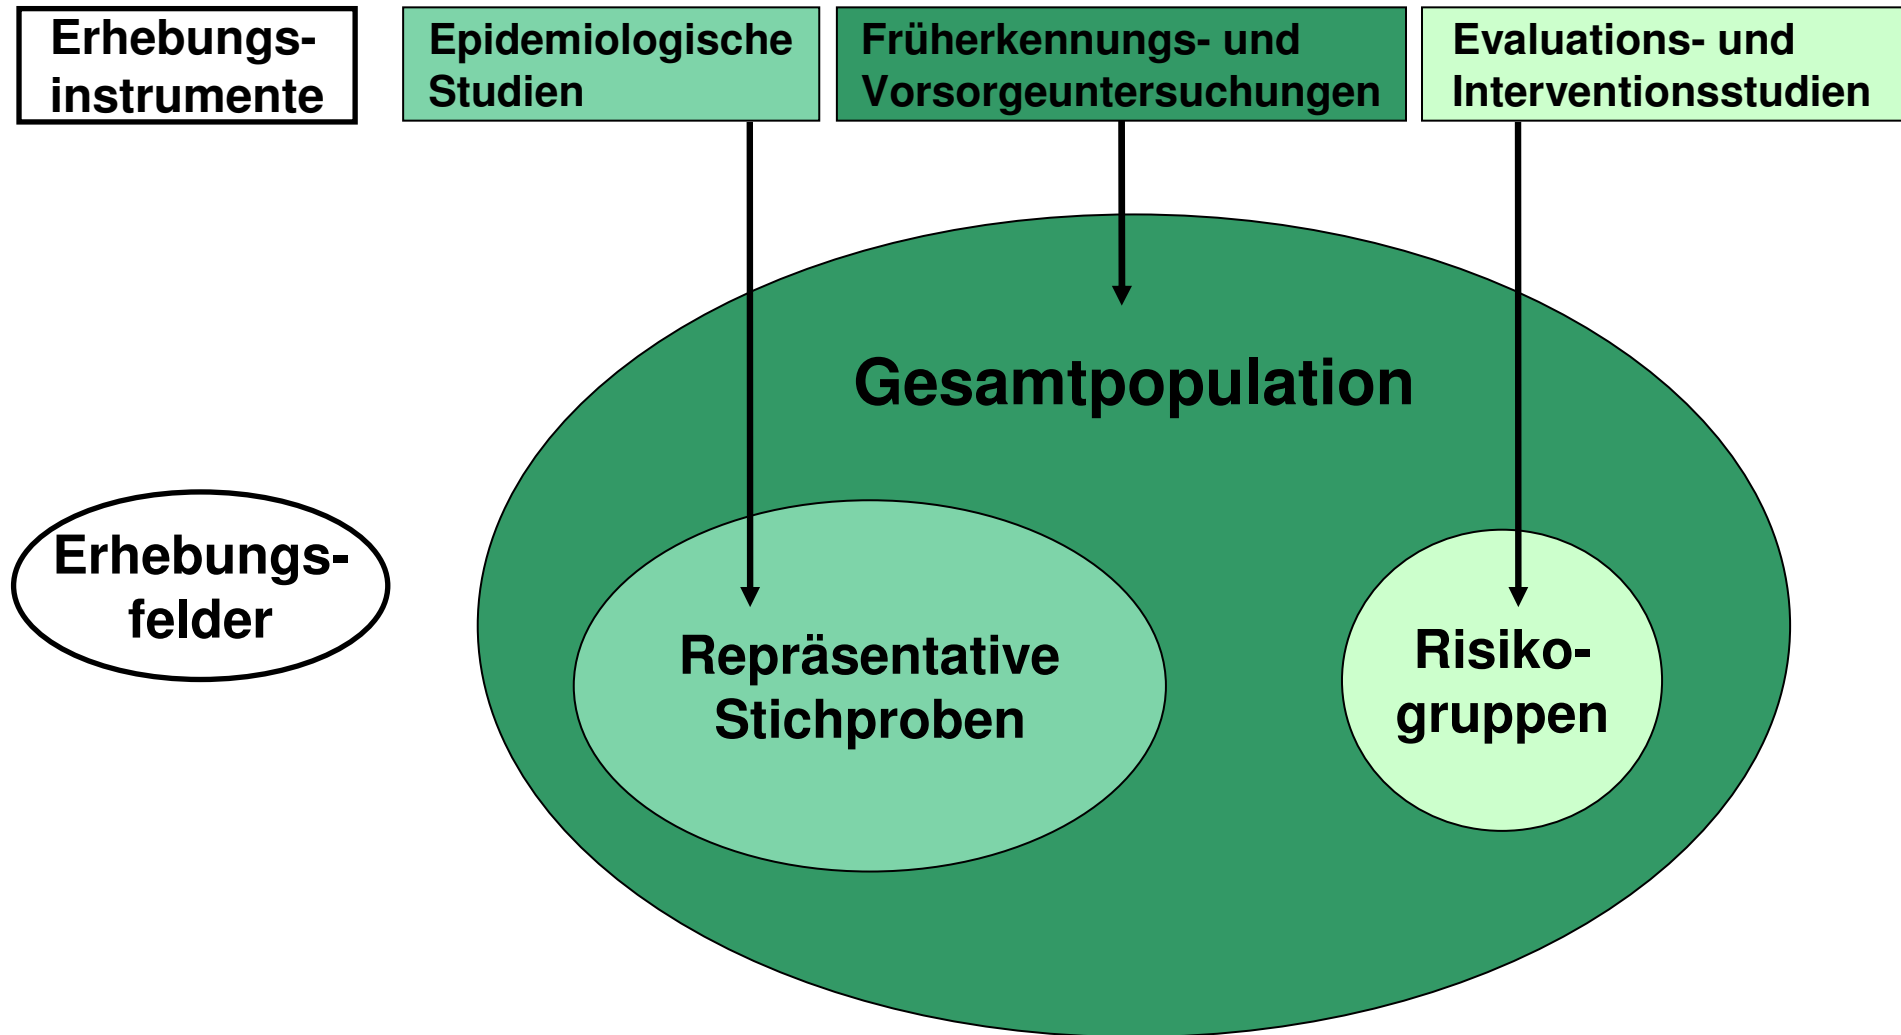 Erhebungs-
instrumente
Epidemiologische
Studien
Früherkennungs- und
Vorsorgeuntersuchungen
Evaluations- und
Interventionsstudien
Gesamtpopulation
Erhebungs-
felder
Repräsentative
Stichproben
Risiko-
gruppen